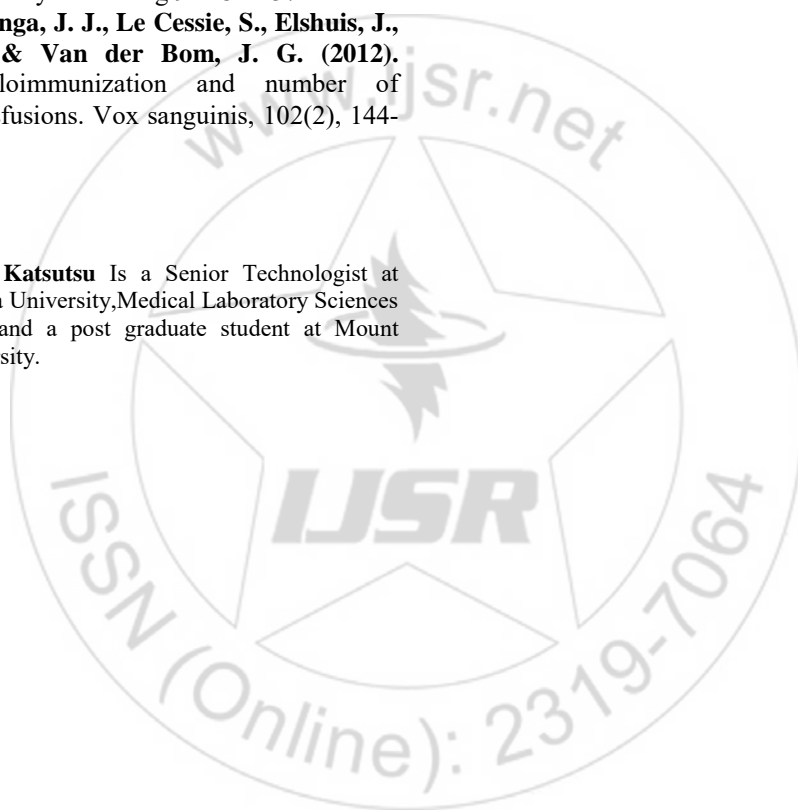 nga, J. J., Le Cessie, S., Elshuis, J.,
& Van der Bom, J. G. (2012).
loimmunization and number of
fusions. Vox sanguinis, 102(2), 144-
www.ijsr.net
Katsutsu Is a Senior Technologist at
a University,Medical Laboratory Sciences
and a post graduate student at Mount
sity.
IJSR
ISSN (Online): 2319-7064